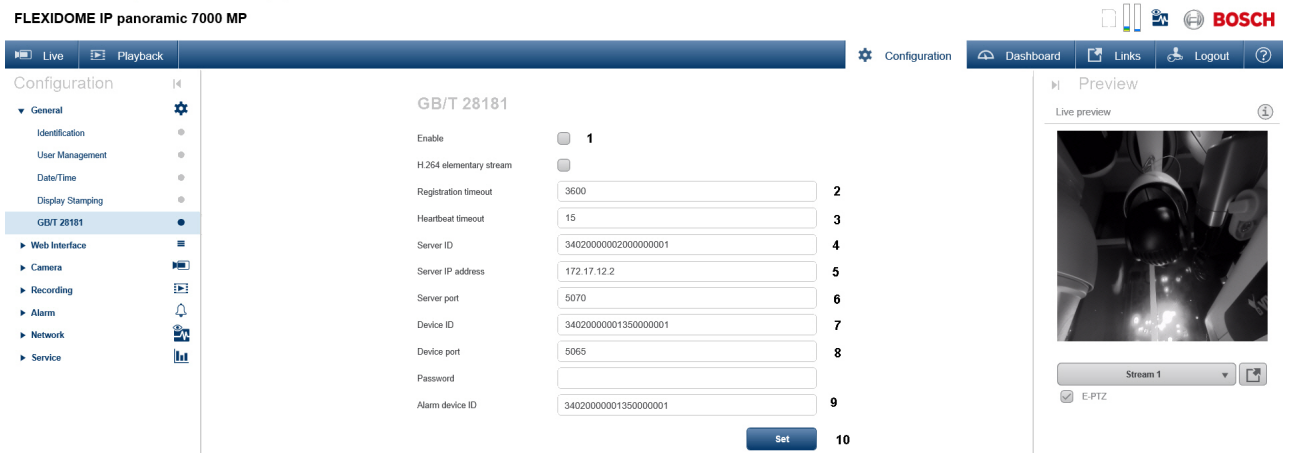 FLEXIDOME IP panoramic 7000 MP
BOSCH
Live Playback Configuration Dashboard Links Logout ?
Configuration
General
Identification
User Management
Date/Time
Display Stamping
GB/T 28181
Web Interface
Camera
Recording
Alarm
Network
Service
GB/T 28181
Enable 1
H.264 elementary stream
Registration timeout 3600 2
Heartbeat timeout 15 3
Server ID 34020000002000000001 4
Server IP address 172.17.12.2 5
Server port 5070 6
Device ID 34020000001350000001 7
Device port 5065 8
Password
Alarm device ID 34020000001350000001 9
Set 10
Preview
Live preview i
Stream 1
E-PTZ